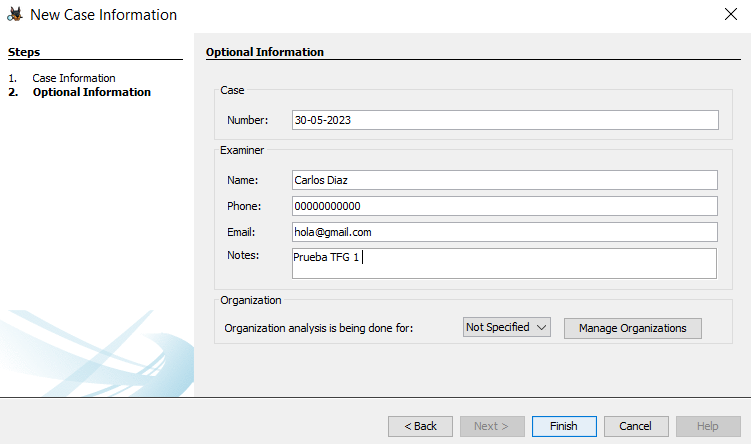 New Case Information
Steps
1. Case Information
2. Optional Information
Optional Information
Case
Number: 30-05-2023
Examiner
Name: Carlos Diaz
Phone: 00000000000
Email: hola@gmail.com
Notes: Prueba TFG 1
Organization
Organization analysis is being done for: Not Specified Manage Organizations
< Back Next > Finish Cancel Help